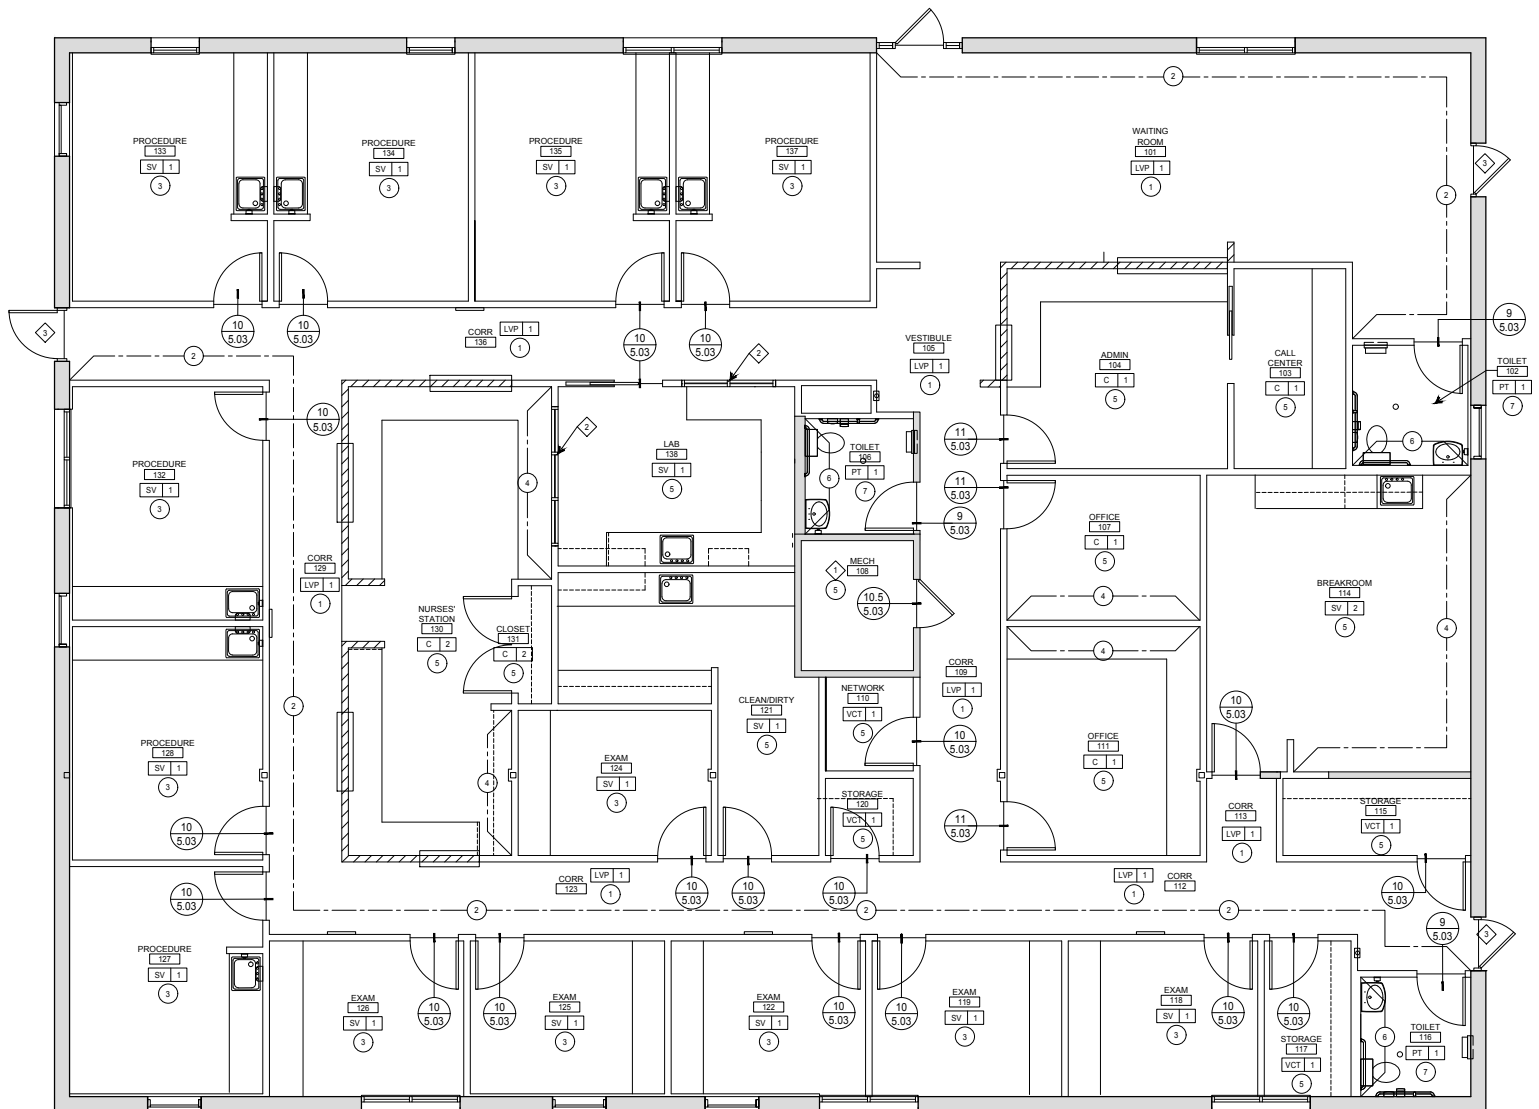 PROCEDURE
133
SV 1
3
PROCEDURE
134
SV 1
3
PROCEDURE
135
SV 1
3
PROCEDURE
137
SV 1
3
WAITING
ROOM
101
LVP 1
1
2
2
3
3
10
5.03
10
5.03
10
5.03
10
5.03
CORR
136
LVP 1
1
2
2
VESTIBULE
105
LVP 1
1
ADMIN
104
C 1
5
CALL
CENTER
103
C 1
5
9
5.03
TOILET
102
PT 1
7
6
10
5.03
PROCEDURE
132
SV 1
3
2
4
LAB
138
SV 1
5
TOILET
106
PT 1
7
6
11
5.03
11
5.03
9
5.03
OFFICE
107
C 1
5
4
CORR
129
LVP 1
1
NURSES'
STATION
130
C 2
5
CLOSET
131
C 2
5
1
MECH
108
5
10.5
5.03
BREAKROOM
114
SV 2
5
4
4
2
CORR
109
LVP 1
1
NETWORK
110
VCT 1
5
CLEAN/DIRTY
121
SV 1
5
10
5.03
10
5.03
PROCEDURE
128
SV 1
3
EXAM
124
SV 1
3
4
OFFICE
111
C 1
5
STORAGE
120
VCT 1
5
CORR
113
LVP 1
1
STORAGE
115
VCT 1
5
10
5.03
11
5.03
10
5.03
CORR
123
LVP 1
1
10
5.03
10
5.03
10
5.03
LVP 1
1
CORR
112
10
5.03
2
2
2
9
5.03
3
PROCEDURE
127
SV 1
3
EXAM
126
SV 1
3
10
5.03
10
5.03
EXAM
125
SV 1
3
EXAM
122
SV 1
3
10
5.03
10
5.03
EXAM
119
SV 1
3
EXAM
118
SV 1
3
10
5.03
10
5.03
STORAGE
117
VCT 1
5
6
TOILET
116
PT 1
7